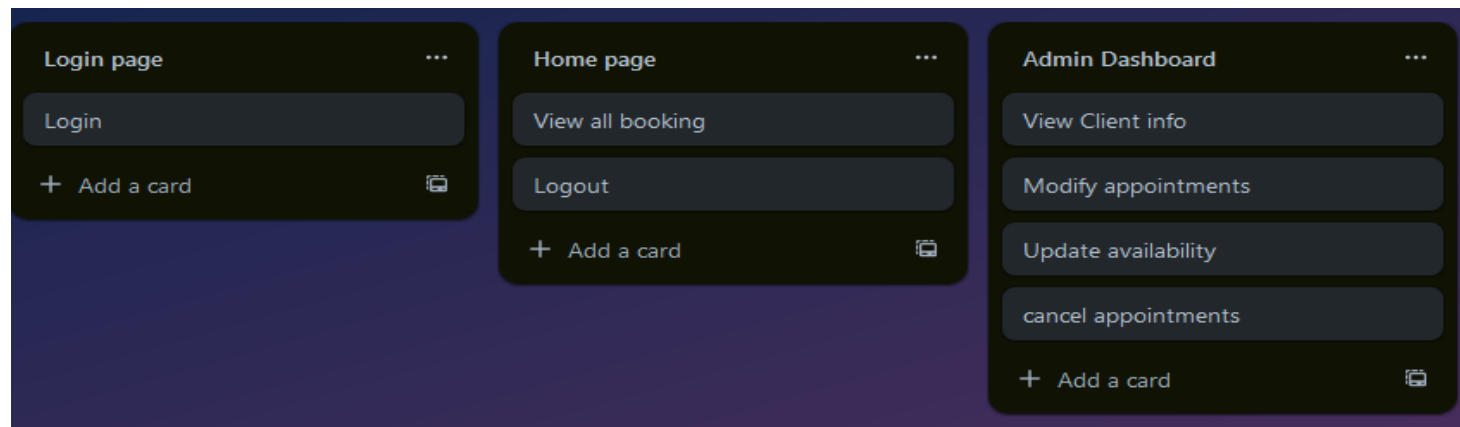 Login page
Login
+ Add a card
Home page
View all booking
Logout
+ Add a card
Admin Dashboard
View Client info
Modify appointments
Update availability
cancel appointments
+ Add a card